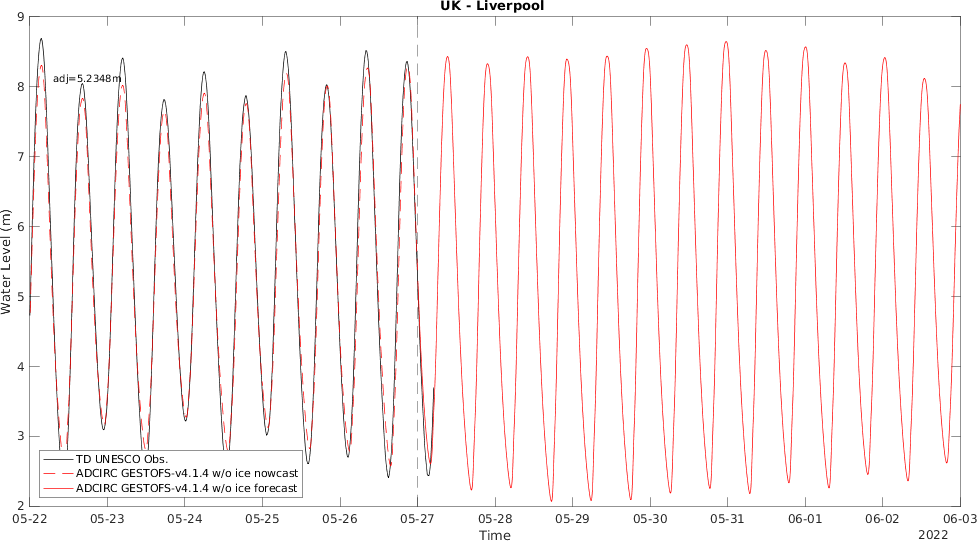 UK - Liverpool
adj=5.2348m
9
8
7
6
5
4
3
2
Water Level (m)
TD UNESCO Obs.
ADCIRC GESTOFS-v4.1.4 w/o ice nowcast
ADCIRC GESTOFS-v4.1.4 w/o ice forecast
05-22 05-23 05-24 05-25 05-26 05-27 05-28 05-29 05-30 05-31 06-01 06-02 06-03
Time
2022